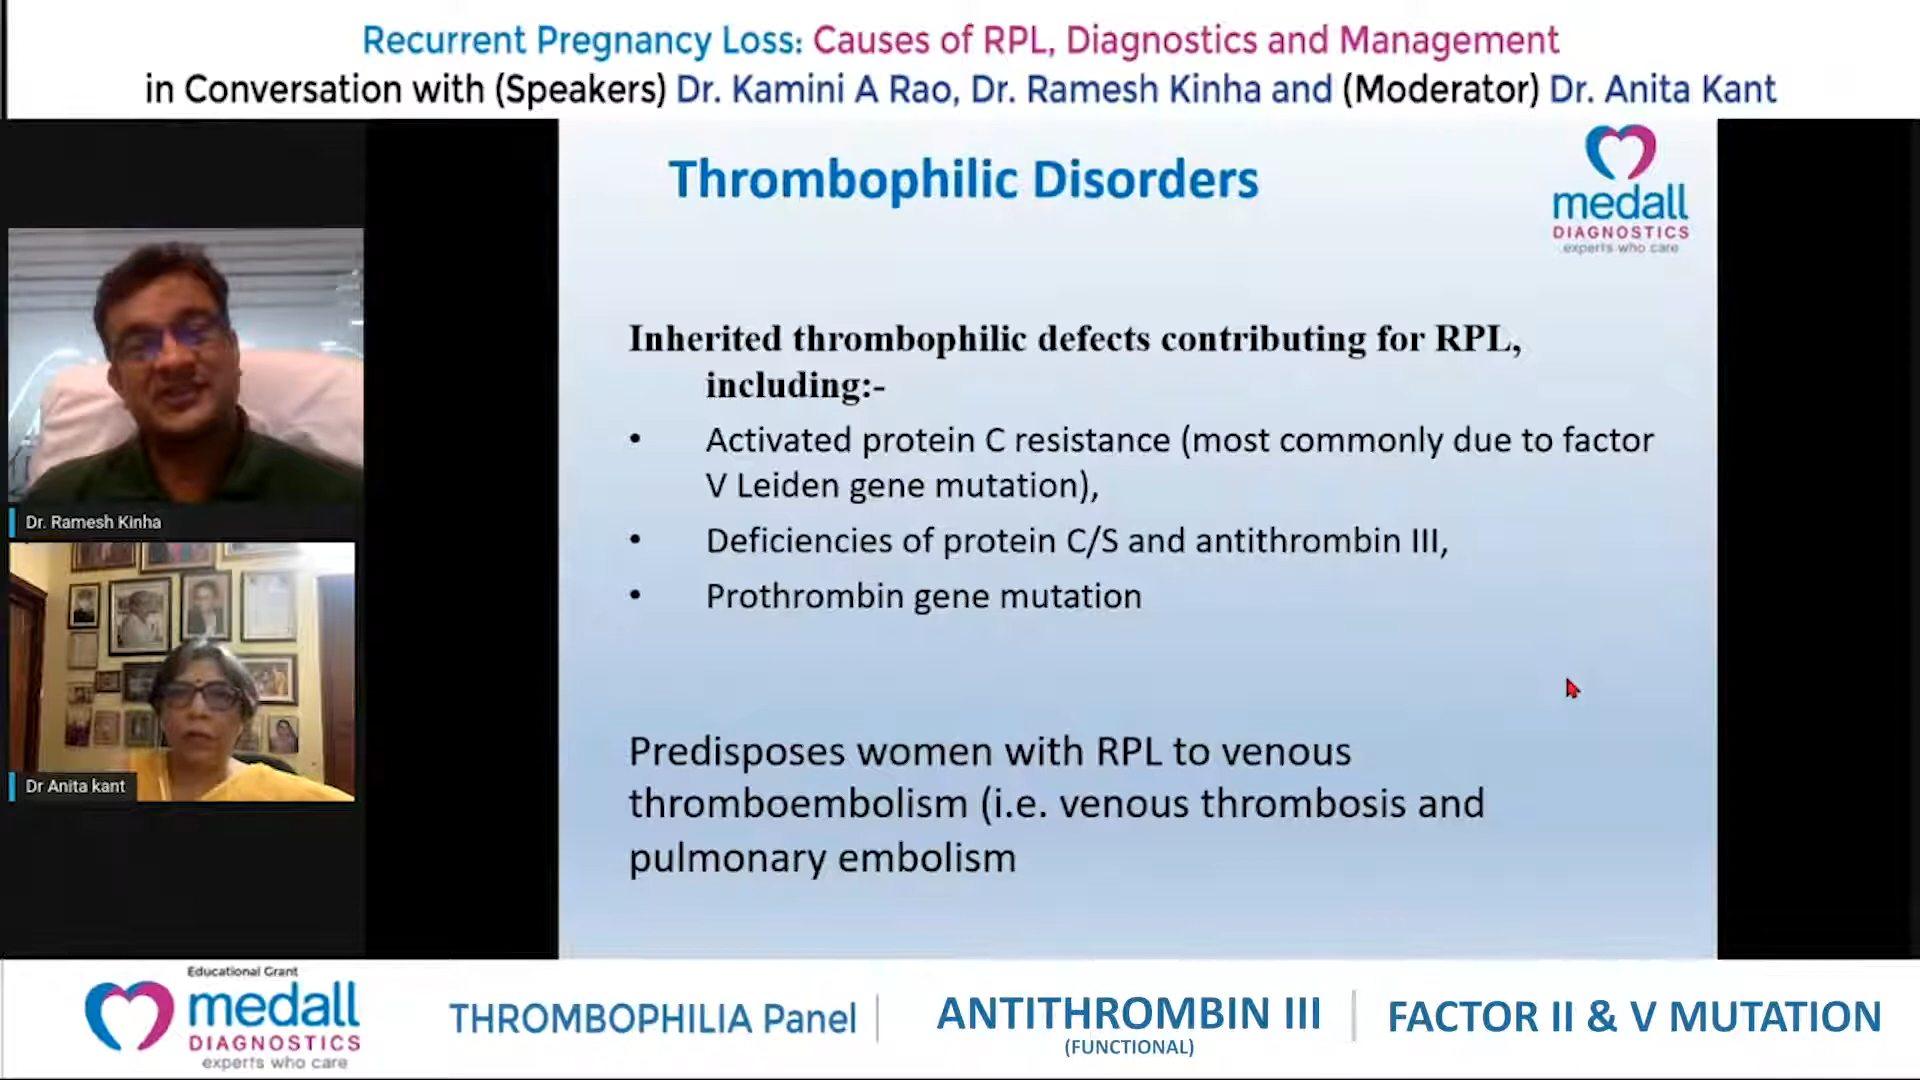 Recurrent Pregnancy Loss: Causes of RPL, Diagnostics and Management
in Conversation with (Speakers) Dr. Kamini A Rao, Dr. Ramesh Kinha and (Moderator) Dr. Anita Kant
Thrombophilic Disorders
medall
DIAGNOSTICS
experts who care
Inherited thrombophilic defects contributing for RPL,
including:-
• Activated protein C resistance (most commonly due to factor
V Leiden gene mutation),
• Deficiencies of protein C/S and antithrombin III,
• Prothrombin gene mutation
Predisposes women with RPL to venous
thromboembolism (i.e. venous thrombosis and
pulmonary embolism
Dr. Ramesh Kinha
Dr Anita kant
Educational Grant
medall
DIAGNOSTICS
experts who care
THROMBOPHILIA Panel
ANTITHROMBIN III
(FUNCTIONAL)
FACTOR II & V MUTATION